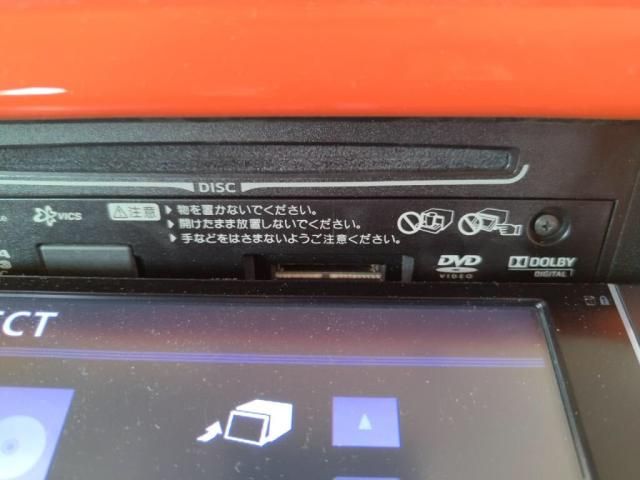 DISC
VICS
⚠注意 ▶ 物を置かないでください。
▶ 開けたまま放置しないでください。
▶ 手などをはさまないようご注意ください。
DVD
VIDEO
DOLBY
DIGITAL
ECT